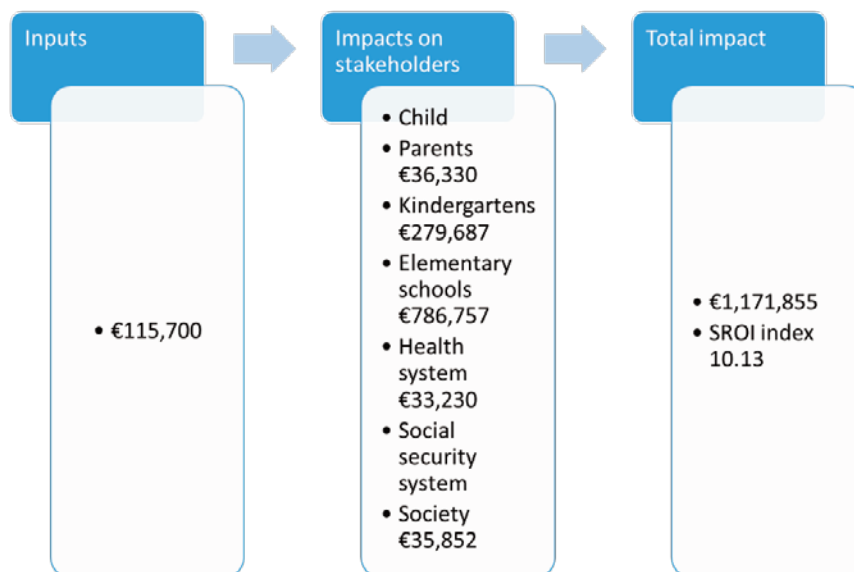 Inputs
• €115,700
Impacts on
stakeholders
• Child
• Parents
€36,330
• Kindergartens
€279,687
• Elementary
schools
€786,757
• Health
system
€33,230
• Social
security
system
• Society
€35,852
Total impact
• €1,171,855
• SROI index
10.13